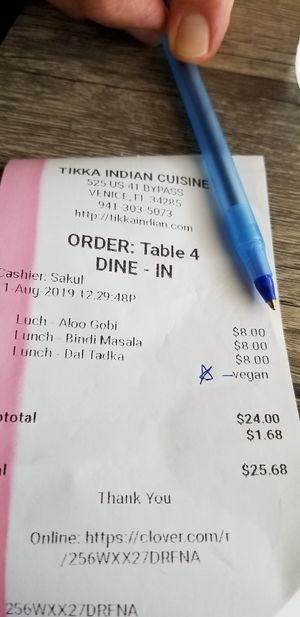 TIKKA INDIAN CUISINE
525 US 41 BYPASS
VENICE, FL 34285
941-303-5073
http://tikkaindian.com
ORDER: Table 4
DINE - IN
Cashier: Sakul
1-Aug-2019 12:29:48P
Luch - Aloo Gobi $8.00
Lunch - Bindi Masala $8.00
Lunch - Dal Tadka $8.00
—vegan
btotal $24.00
$1.68
al $25.68
Thank You
Online: https://clover.com/r
/256WXX27DRFNA
256WXX27DRFNA